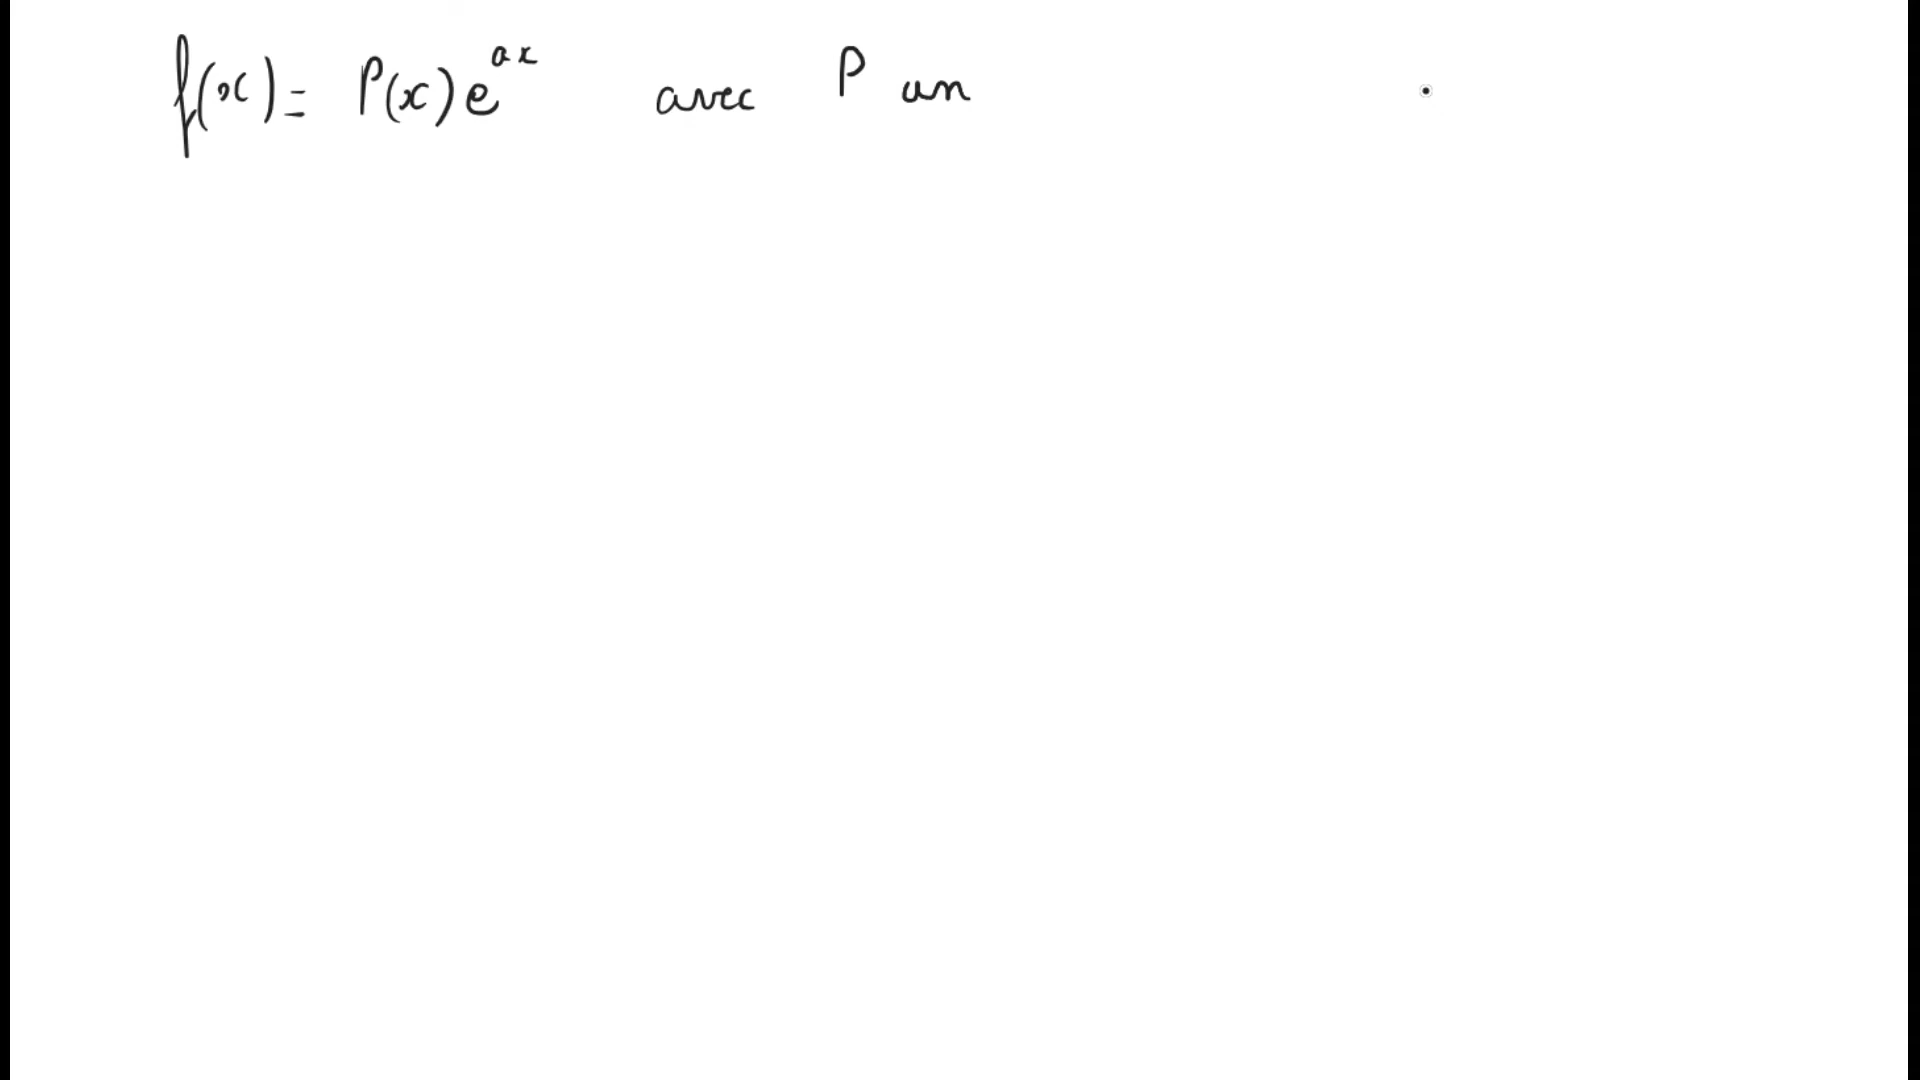 f(x) = P(x)e^{ax} avec P un